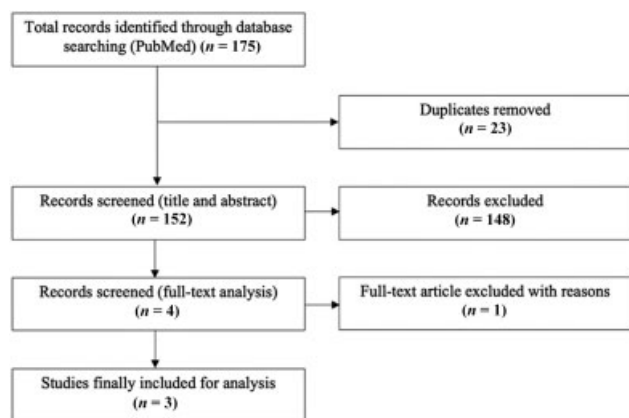 Total records identified through database
searching (PubMed) (n = 175)
Duplicates removed
(n = 23)
Records screened (title and abstract)
(n = 152)
Records excluded
(n = 148)
Records screened (full-text analysis)
(n = 4)
Full-text article excluded with reasons
(n = 1)
Studies finally included for analysis
(n = 3)